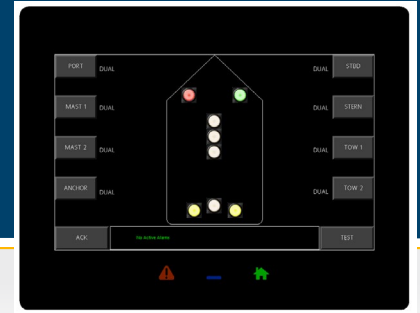 PORT DUAL DUAL STBD
MAST 1 DUAL DUAL STERN
MAST 2 DUAL DUAL TOW 1
ANCHOR DUAL DUAL TOW 2
ACK No Active Alarm TEST